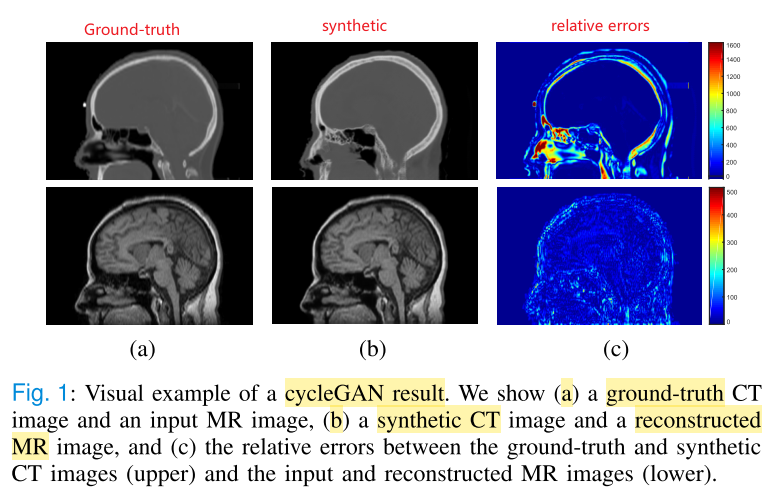 Ground-truth synthetic relative errors
1600
1400
1200
1000
800
600
400
200
0
500
400
300
200
100
0
(a) (b) (c)
Fig. 1: Visual example of a cycleGAN result. We show (a) a ground-truth CT
image and an input MR image, (b) a synthetic CT image and a reconstructed
MR image, and (c) the relative errors between the ground-truth and synthetic
CT images (upper) and the input and reconstructed MR images (lower).